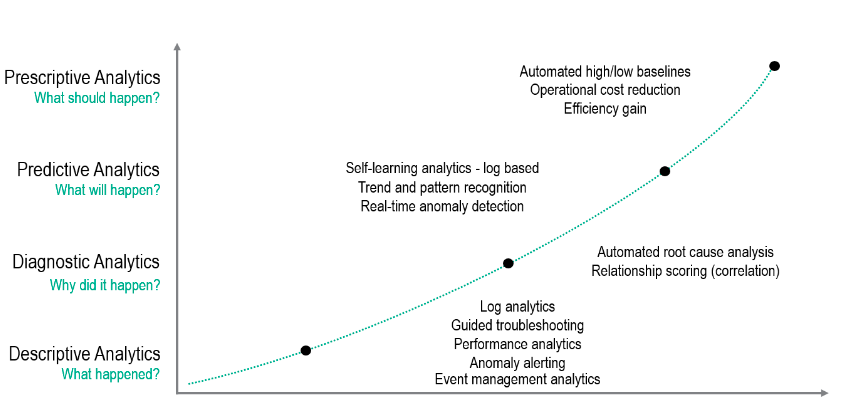 Prescriptive Analytics
What should happen?
Automated high/low baselines
Operational cost reduction
Efficiency gain
Predictive Analytics
What will happen?
Self-learning analytics - log based
Trend and pattern recognition
Real-time anomaly detection
Diagnostic Analytics
Why did it happen?
Automated root cause analysis
Relationship scoring (correlation)
Descriptive Analytics
What happened?
Log analytics
Guided troubleshooting
Performance analytics
Anomaly alerting
Event management analytics